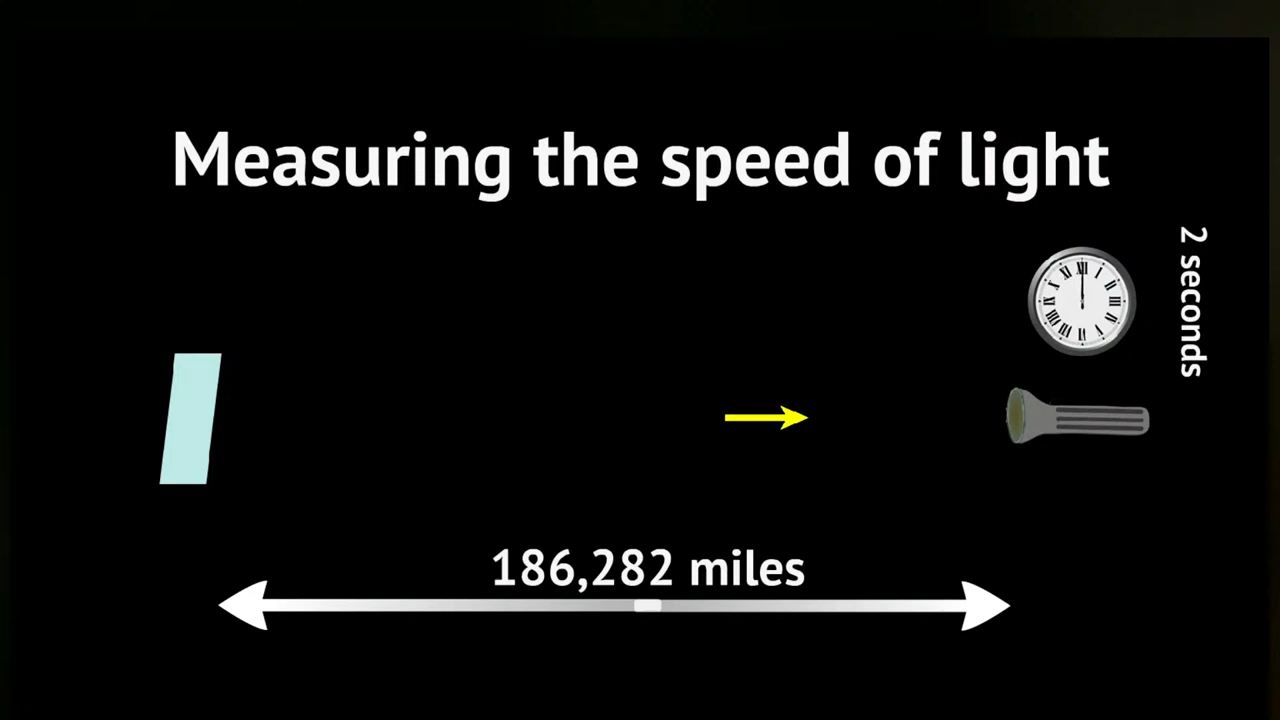 Measuring the speed of light
2 seconds
186,282 miles